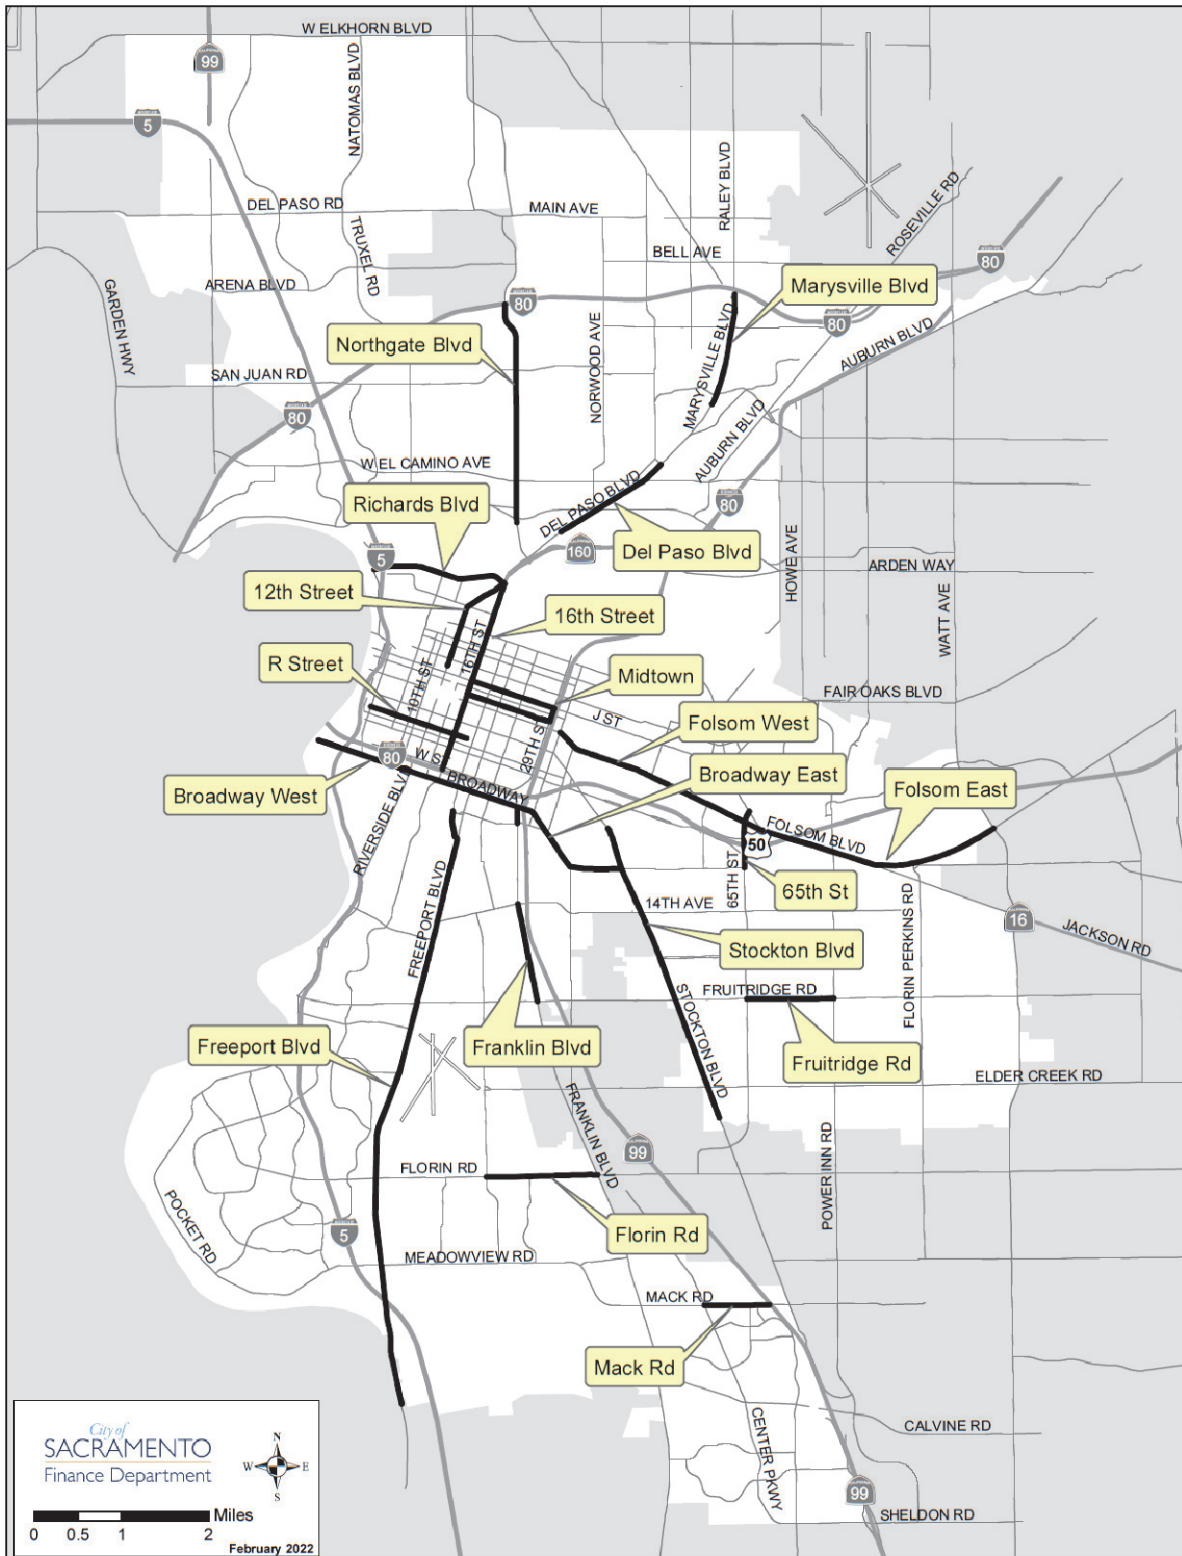 W ELKHORN BLVD
CALIFORNIA
99
NATOMAS BLVD
5
RALEY BLVD
DEL PASO RD
MAIN AVE
TRUXEL RD
BELL AVE
ROSEVILLE RD
80
ARENA BLVD
GARDEN HWY
Marysville Blvd
80
80
Northgate Blvd
NORWOOD AVE
MARYSVILLE BLVD
AUBURN BLVD
SAN JUAN RD
80
AUBURN BLVD
W EL CAMINO AVE
Richards Blvd
DEL PASO BLVD
80
160
Del Paso Blvd
HOWE AVE
ARDEN WAY
5
12th Street
16th Street
WATT AVE
16TH ST
R Street
10TH ST
Midtown
FAIR OAKS BLVD
J ST
Folsom West
29TH ST
W ST
80
BROADWAY
Broadway East
Broadway West
RIVERSIDE BLVD
Folsom East
FOLSOM BLVD
50
65TH ST
65th St
FREEPORT BLVD
14TH AVE
FLORIN PERKINS RD
16
JACKSON RD
Stockton Blvd
FRUITRIDGE RD
STOCKTON BLVD
Freeport Blvd
Franklin Blvd
Fruitridge Rd
ELDER CREEK RD
FRANKLIN BLVD
99
POWER INN RD
FLORIN RD
POCKET RD
5
Florin Rd
MEADOWVIEW RD
MACK RD
Mack Rd
CENTER PKWY
CALVINE RD
99
SHELDON RD
City of
SACRAMENTO
Finance Department
N
W E
S
Miles
0 0.5 1 2
February 2022